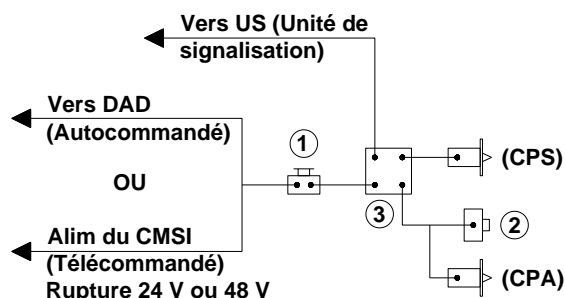 Vers US (Unité de
signalisation)
Vers DAD
(Autocommandé)
1
(CPS)
OU
3
2
Alim du CMSI
(Télécommandé)
(CPA)
Rupture 24 V ou 48 V